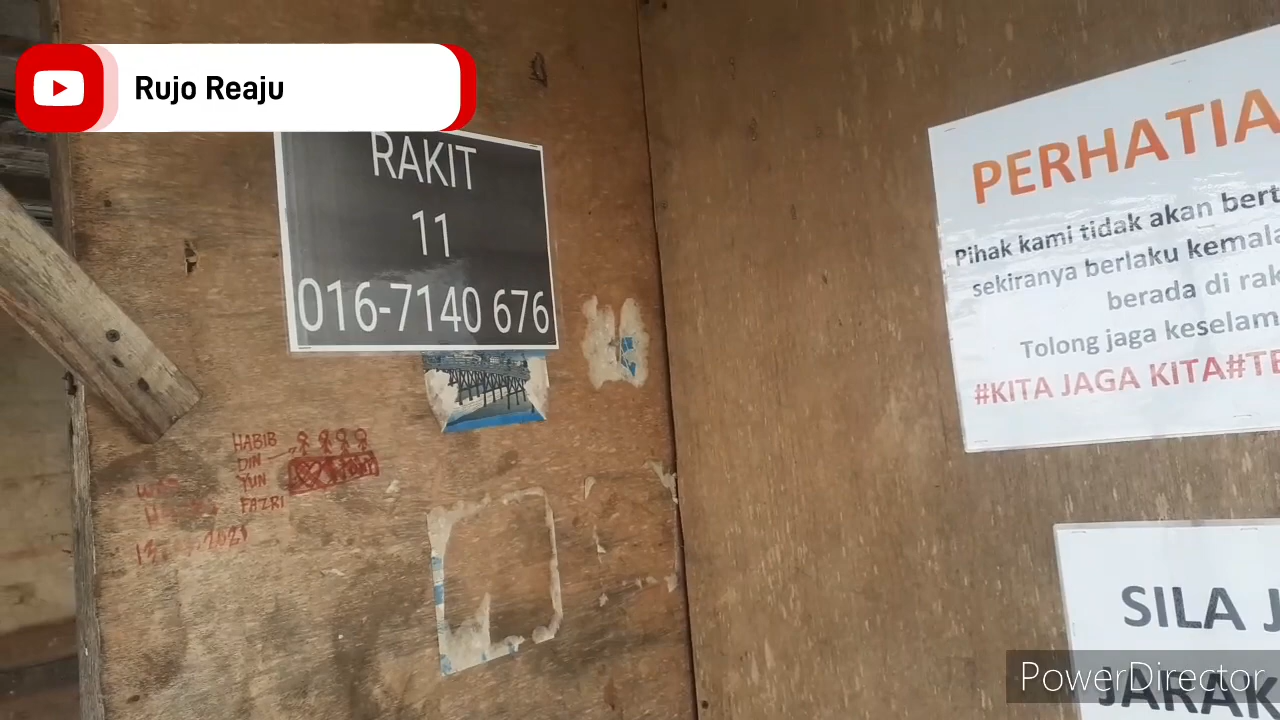 Rujo Reaju
RAKIT
11
016-7140 676
HABIB
DIN
YUN
FAZRI
PERHATIA
Pihak kami tidak akan bert
sekiranya berlaku kemala
berada di rak
Tolong jaga keselam
#KITA JAGA KITA#TE
SILA J
JARAK
PowerDirector